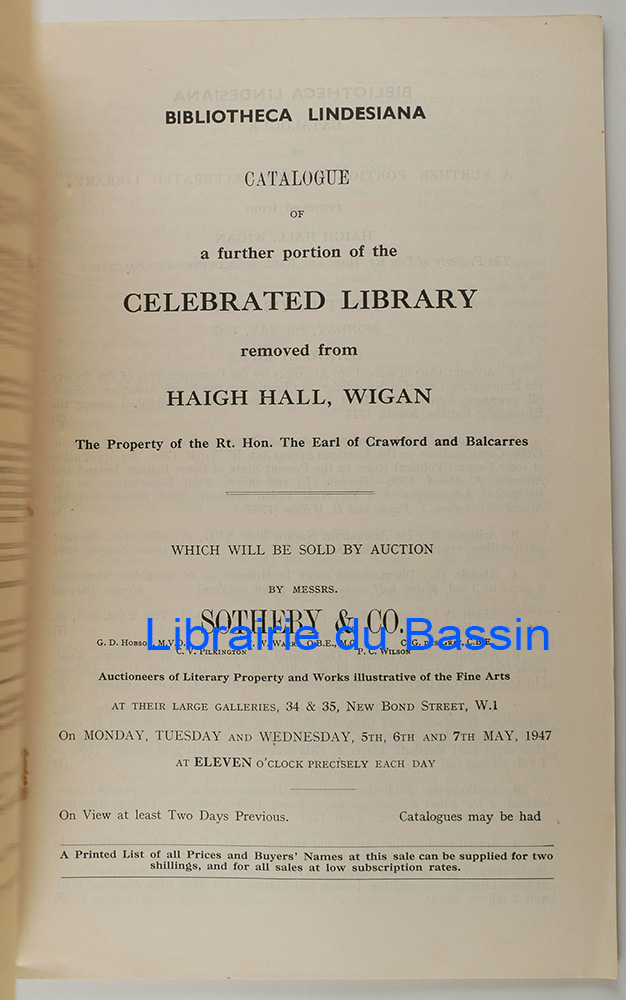 BIBLIOTHECA LINDESIANA
CATALOGUE
OF
a further portion of the
CELEBRATED LIBRARY
removed from
HAIGH HALL, WIGAN
The Property of the Rt. Hon. The Earl of Crawford and Balcarres
WHICH WILL BE SOLD BY AUCTION
BY MESSRS.
SOTHEBY & CO.
Librairie du Bassin
G. D. Hobson, M.V.O.
C. V. Pilkington P. C. Wilson
Auctioneers of Literary Property and Works illustrative of the Fine Arts
AT THEIR LARGE GALLERIES, 34 & 35, NEW BOND STREET, W.1
On MONDAY, TUESDAY AND WEDNESDAY, 5TH, 6TH AND 7TH MAY, 1947
AT ELEVEN O'CLOCK PRECISELY EACH DAY
On View at least Two Days Previous. Catalogues may be had
A Printed List of all Prices and Buyers' Names at this sale can be supplied for two
shillings, and for all sales at low subscription rates.